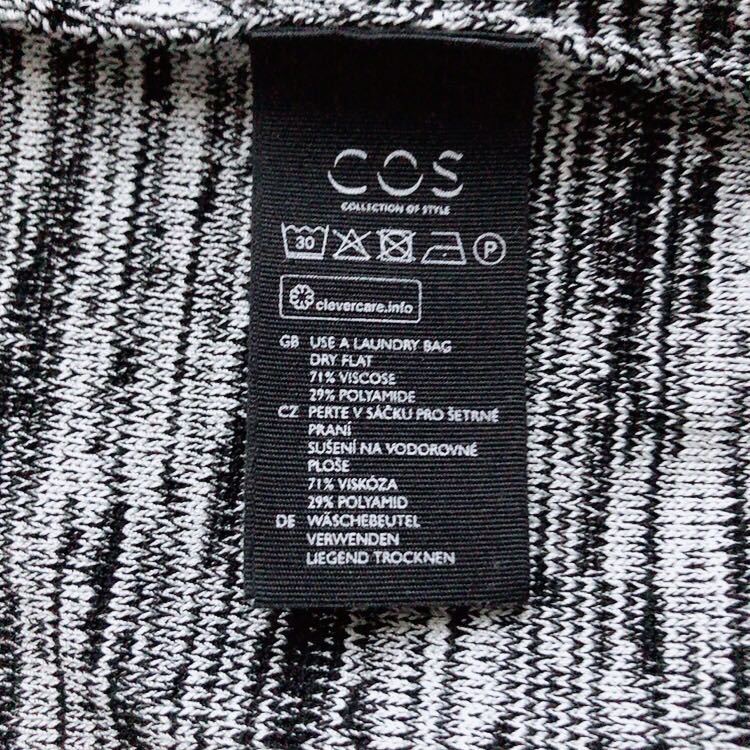 COS
COLLECTION OF STYLE
30 P
clevercare.info
GB USE A LAUNDRY BAG
DRY FLAT
71% VISCOSE
29% POLYAMIDE
CZ PERTE V SÁČKU PRO ŠETRNÉ
PRANÍ
SUŠENÍ NA VODOROVNÉ
PLOŠE
71% VISKÓZA
29% POLYAMID
DE WÄSCHEBEUTEL
VERWENDEN
LIEGEND TROCKNEN